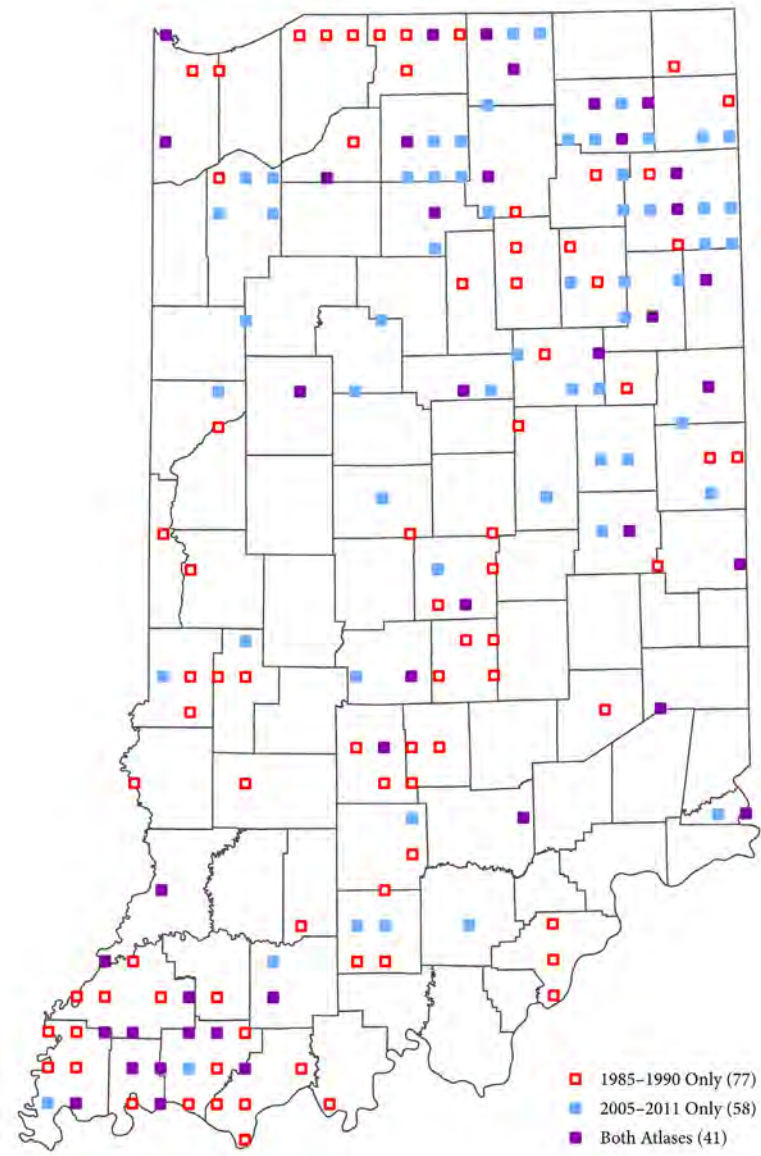 1985–1990 Only (77)
2005–2011 Only (58)
Both Atlases (41)